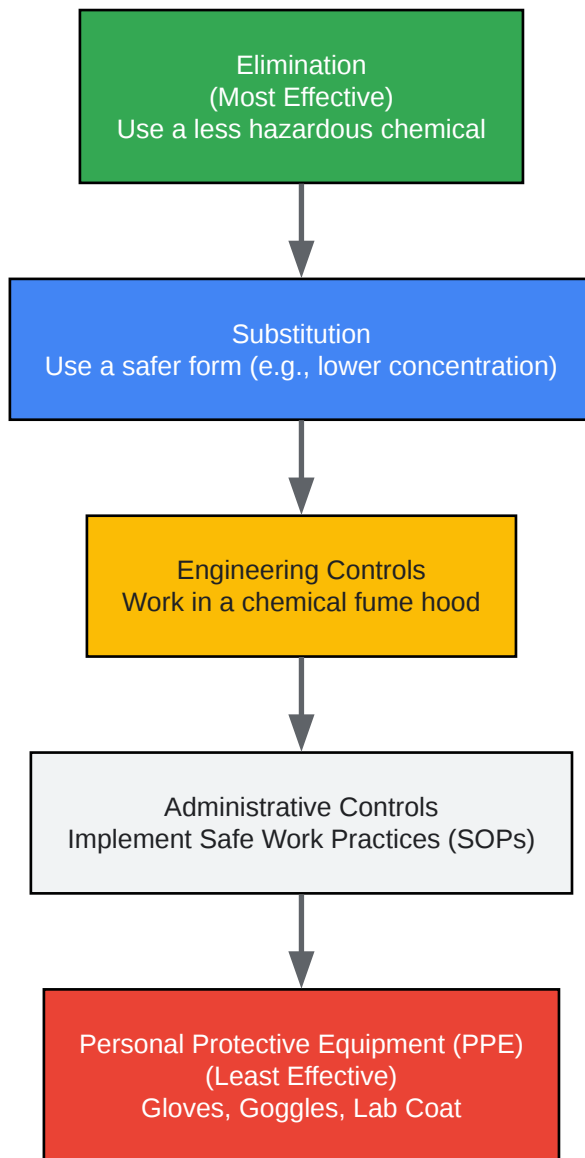 Elimination
(Most Effective)
Use a less hazardous chemical
Substitution
Use a safer form (e.g., lower concentration)
Engineering Controls
Work in a chemical fume hood
Administrative Controls
Implement Safe Work Practices (SOPs)
Personal Protective Equipment (PPE)
(Least Effective)
Gloves, Goggles, Lab Coat